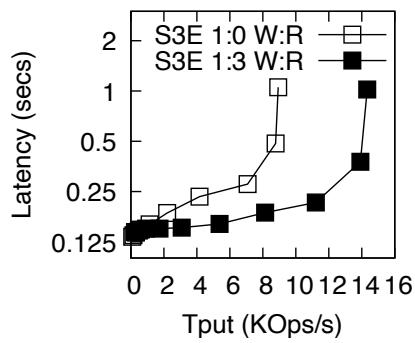 S3E 1:0 W:R
S3E 1:3 W:R
2
1
0.5
0.25
0.125
Latency (secs)
0 2 4 6 8 10 12 14 16
Tput (KOps/s)